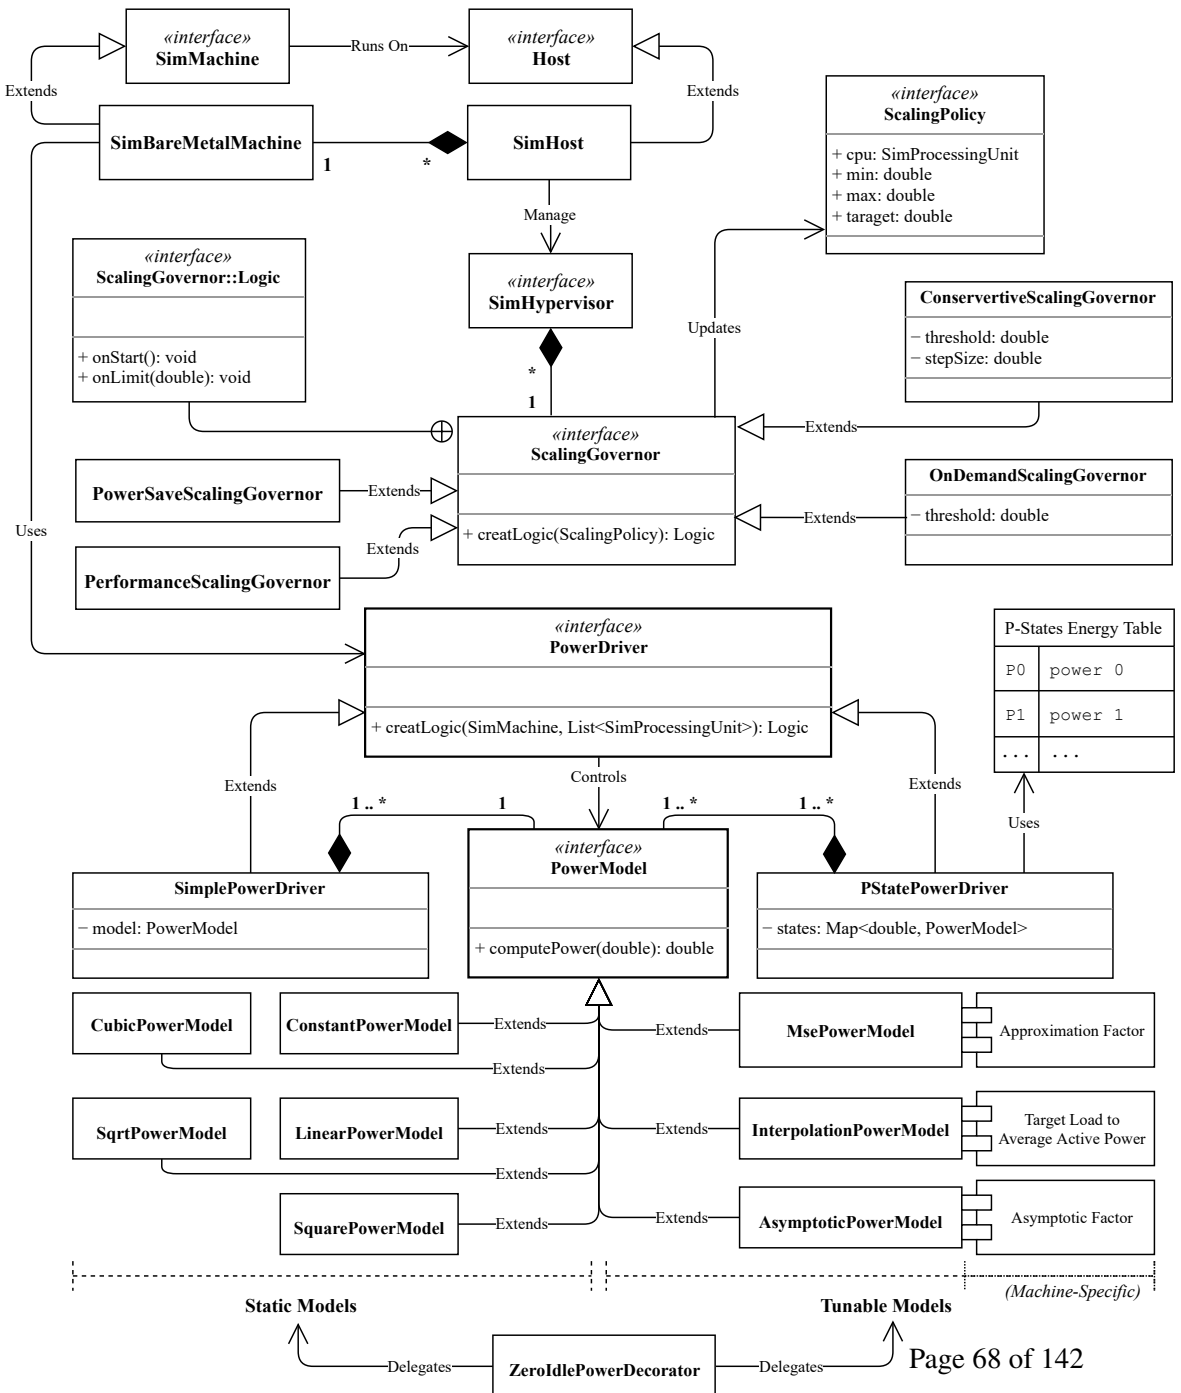 «interface»
SimMachine
Runs On
«interface»
Host
Extends
Extends
SimBareMetalMachine
1
*
SimHost
«interface»
ScalingPolicy
+ cpu: SimProcessingUnit
+ min: double
+ max: double
+ taraget: double
Manage
«interface»
ScalingGovernor::Logic
+ onStart(): void
+ onLimit(double): void
«interface»
SimHypervisor
*
1
Updates
ConservertiveScalingGovernor
− threshold: double
− stepSize: double
Extends
«interface»
ScalingGovernor
+ creatLogic(ScalingPolicy): Logic
PowerSaveScalingGovernor
Extends
OnDemandScalingGovernor
− threshold: double
Extends
Uses
PerformanceScalingGovernor
Extends
«interface»
PowerDriver
+ creatLogic(SimMachine, List<SimProcessingUnit>): Logic
P-States Energy Table
P0 power 0
P1 power 1
... ...
Extends
Controls
Extends
Uses
1 .. *
1
1 .. *
1 .. *
«interface»
PowerModel
+ computePower(double): double
SimplePowerDriver
− model: PowerModel
PStatePowerDriver
− states: Map<double, PowerModel>
CubicPowerModel
ConstantPowerModel
Extends
Extends
Extends
MsePowerModel
Approximation Factor
SqrtPowerModel
LinearPowerModel
Extends
Extends
Extends
InterpolationPowerModel
Target Load to
Average Active Power
SquarePowerModel
Extends
Extends
AsymptoticPowerModel
Asymptotic Factor
(Machine-Specific)
Static Models
Tunable Models
Delegates
ZeroIdlePowerDecorator
Delegates
Page 68 of 142